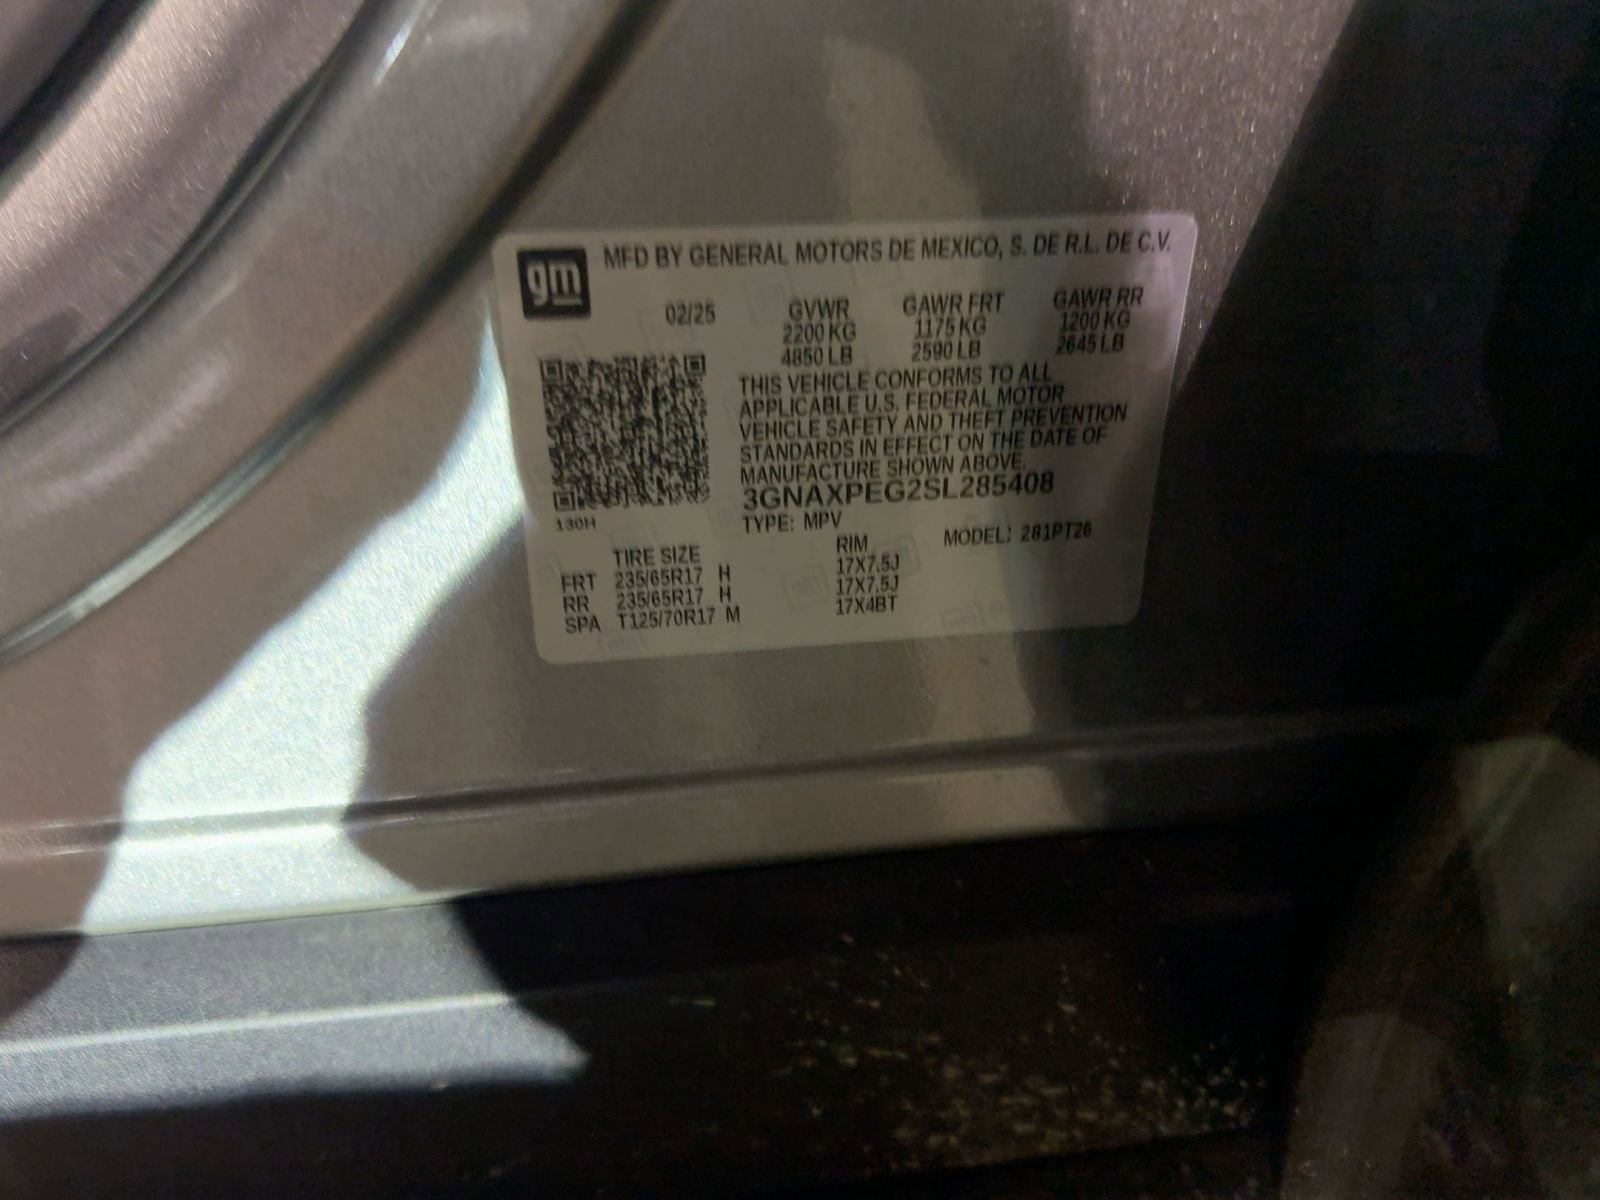 gm MFD BY GENERAL MOTORS DE MEXICO, S. DE R.L. DE C.V.
02/25 GVWR GAWR FRT GAWR RR
2200 KG 1175 KG 1200 KG
4850 LB 2590 LB 2645 LB
THIS VEHICLE CONFORMS TO ALL
APPLICABLE U.S. FEDERAL MOTOR
VEHICLE SAFETY AND THEFT PREVENTION
STANDARDS IN EFFECT ON THE DATE OF
MANUFACTURE SHOWN ABOVE.
3GNAXPEG2SL285408
130H TYPE: MPV MODEL: 281PT26
TIRE SIZE RIM
FRT 235/65R17 H 17X7.5J
RR 235/65R17 H 17X7.5J
SPA T125/70R17 M 17X4BT